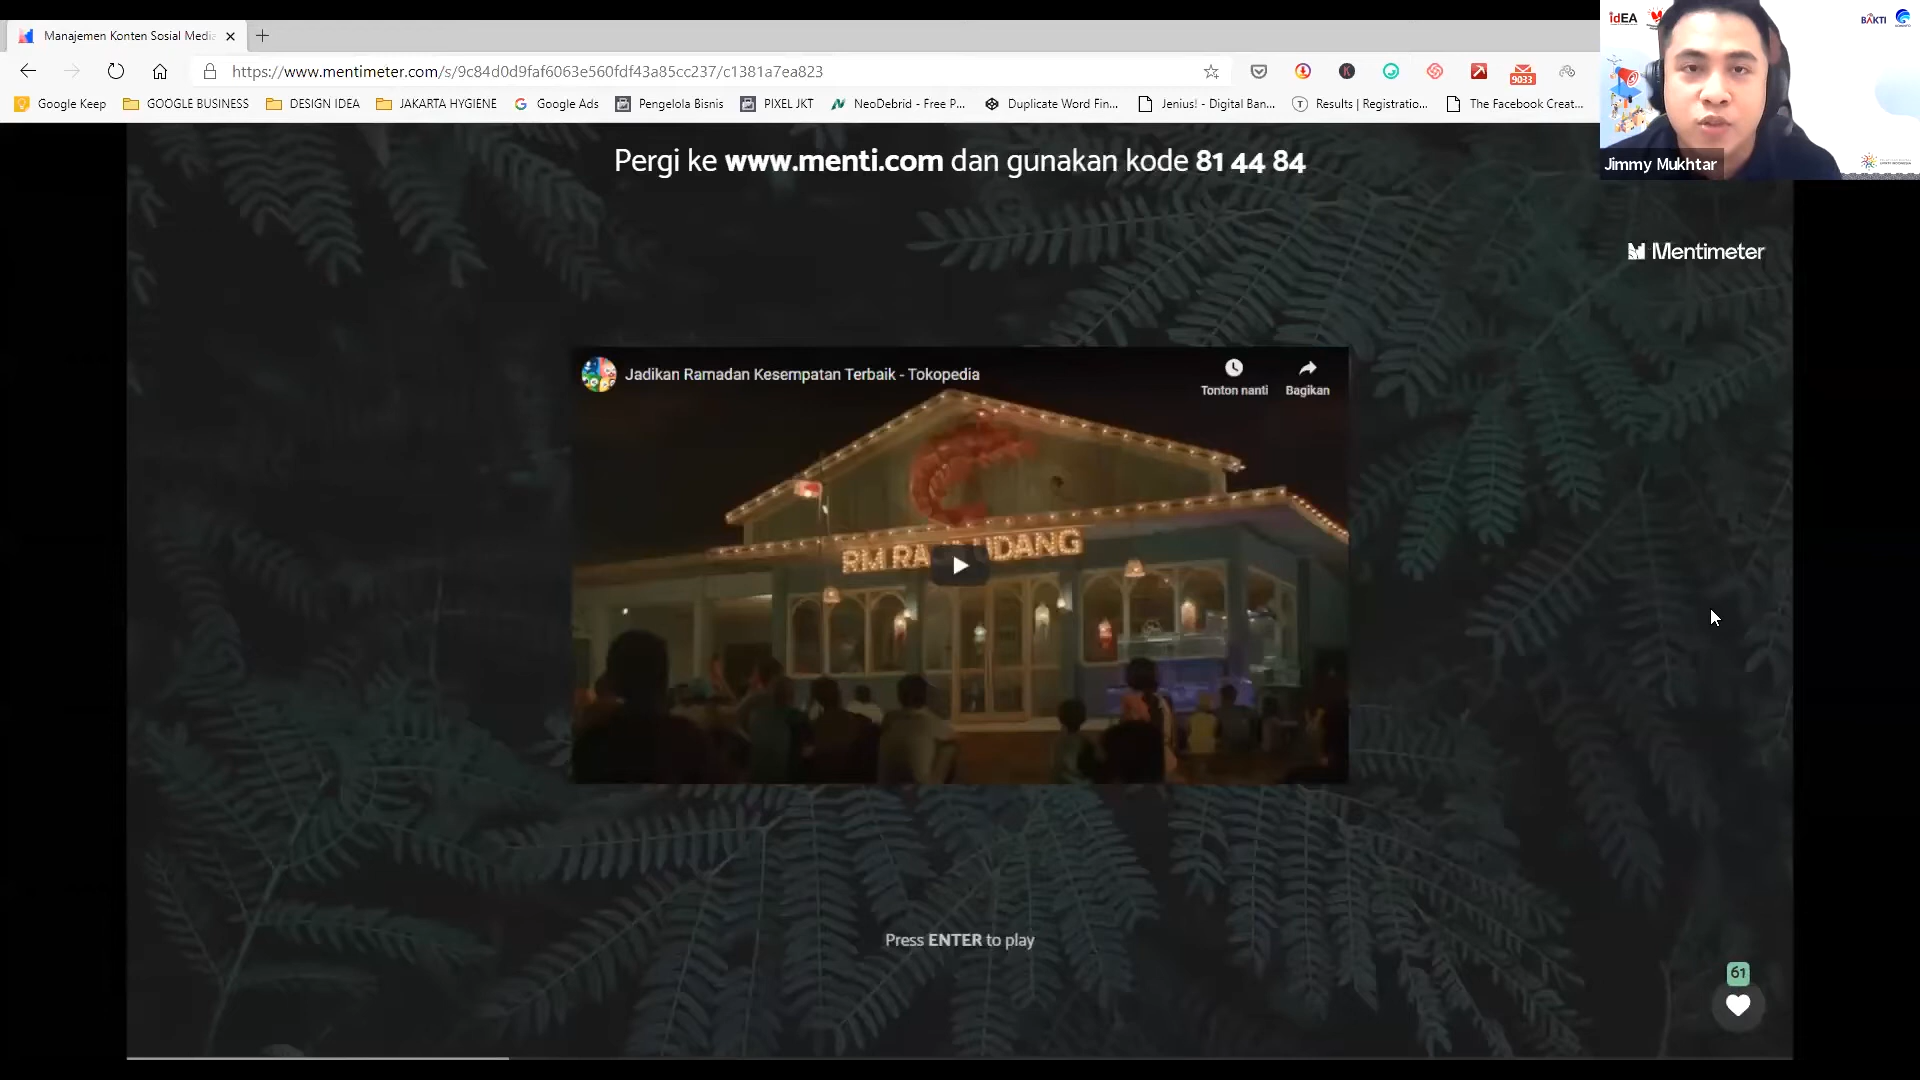 Manajemen Konten Sosial Media
https://www.mentimeter.com/s/9c84d0d9faf6063e560fdf43a85cc237/c1381a7ea823
9033
Google Keep
GOOGLE BUSINESS
DESIGN IDEA
JAKARTA HYGIENE
Google Ads
Pengelola Bisnis
PIXEL JKT
NeoDebrid - Free P...
Duplicate Word Fin...
Jenius! - Digital Ban...
Results | Registratio...
The Facebook Creat...
idEA
BAKTI
Jimmy Mukhtar
Pergi ke www.menti.com dan gunakan kode 81 44 84
Mentimeter
Jadikan Ramadan Kesempatan Terbaik - Tokopedia
Tonton nanti
Bagikan
RM RA UDANG
Press ENTER to play
61